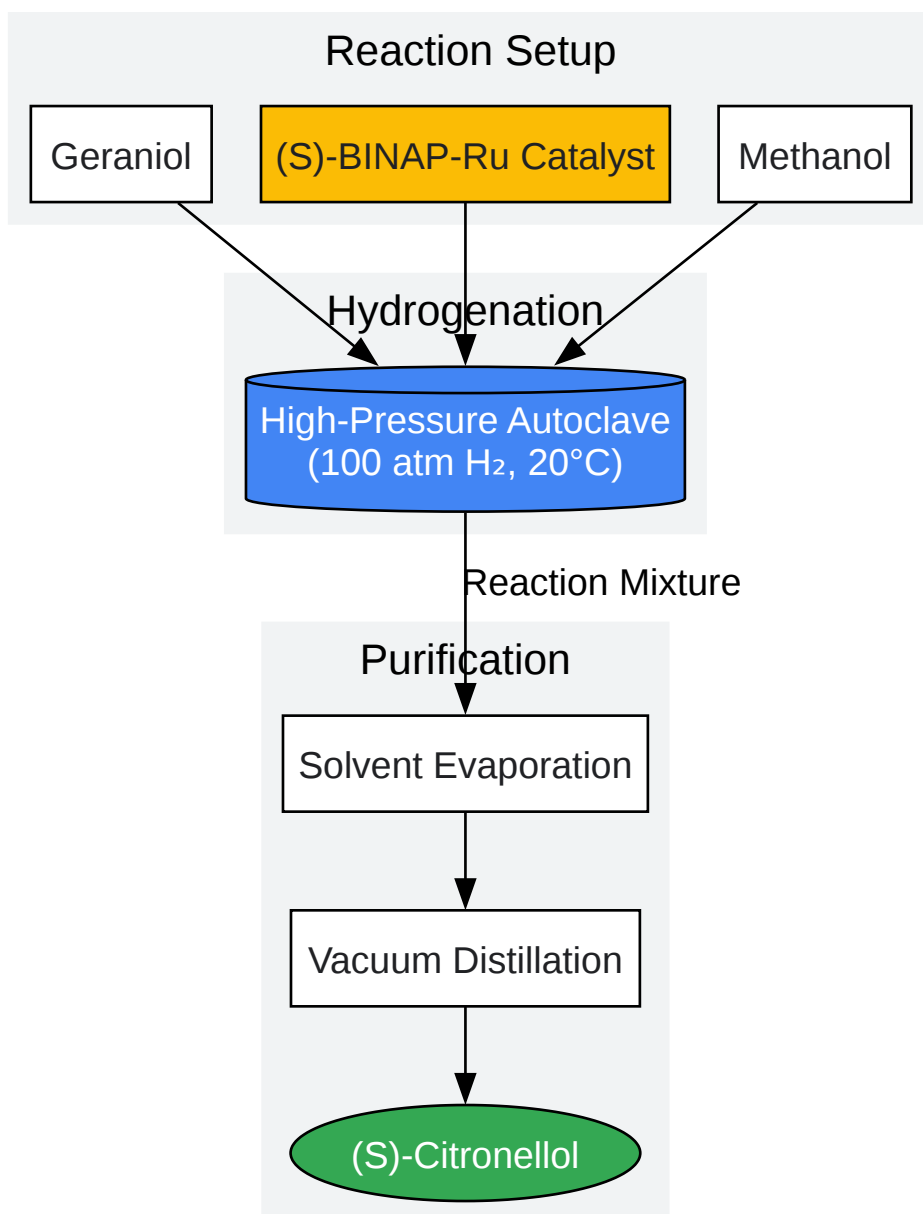 Reaction Setup
Geraniol
(S)-BINAP-Ru Catalyst
Methanol
Hydrogenation
High-Pressure Autoclave
(100 atm H₂, 20°C)
Reaction Mixture
Purification
Solvent Evaporation
Vacuum Distillation
(S)-Citronellol